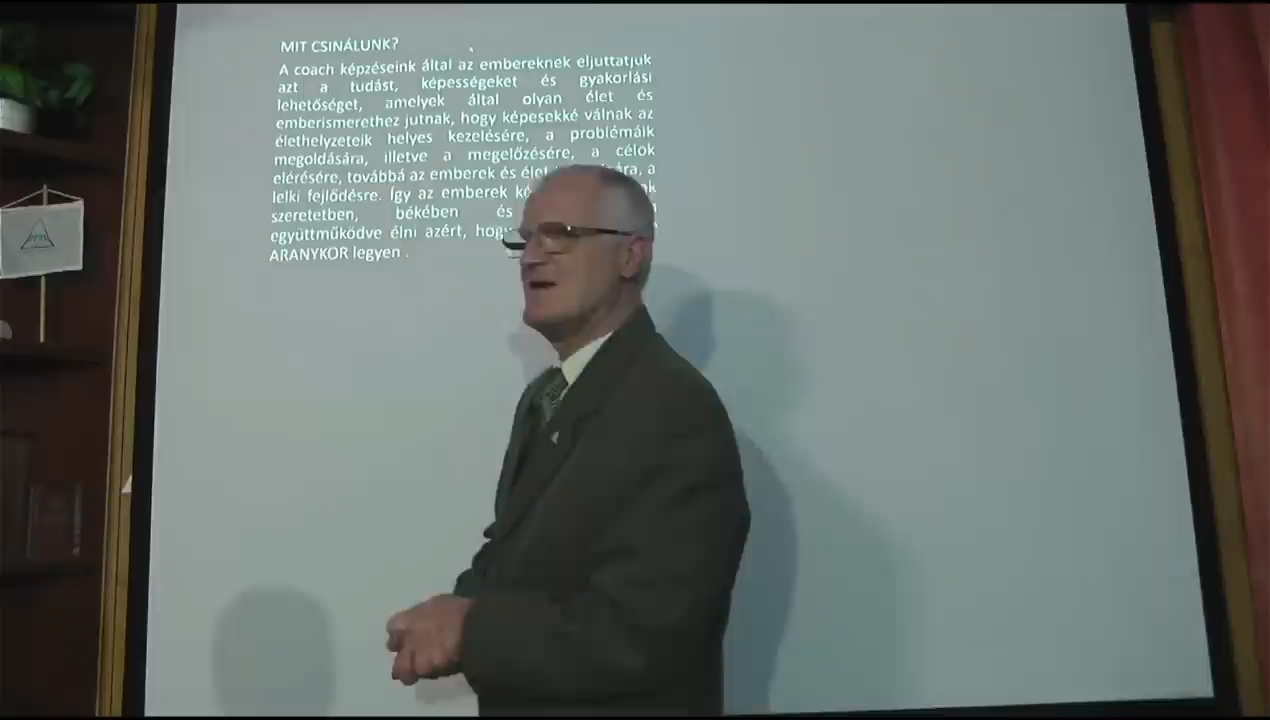 MIT CSINÁLUNK?
A coach képzéseink által az embereknek eljuttatjuk
azt a tudást, képességeket és gyakorlási
lehetőséget, amelyek által olyan élet és
emberismerethez jutnak, hogy képesekké válnak az
élethelyzeteik helyes kezelésére, a problémáik
megoldására, illetve a megelőzésére, a célok
elérésére, továbbá az emberek és a
lelki fejlődésre. Így az emberek
szeretetben, békében és
együttműködve élni azért, hogy
ARANYKOR legyen .